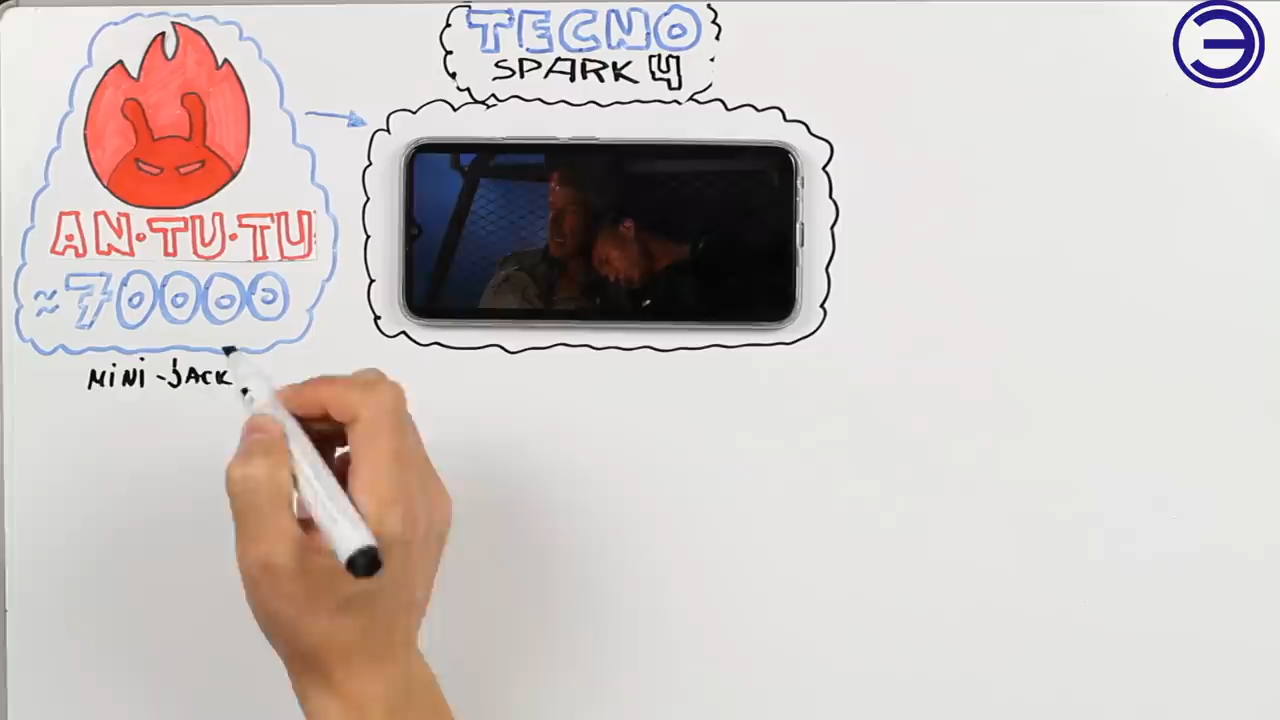 AN·TU·TU
≈70000
MINI-JACK
TECNO
SPARK 4
Э